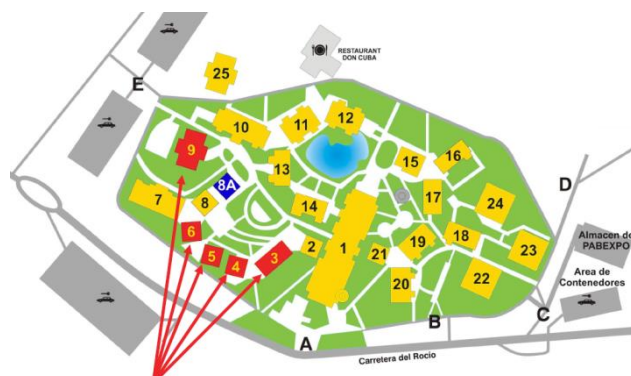 RESTAURANT
DON CUBA
25
E
12
11
10
9
15
16
13
8A
D
7
8
17
14
24
6
Almacen de
PABEXPO
2
1
19
18
23
5
4
3
21
Area de
Contenedores
20
22
C
B
A
Carretera del Rocio